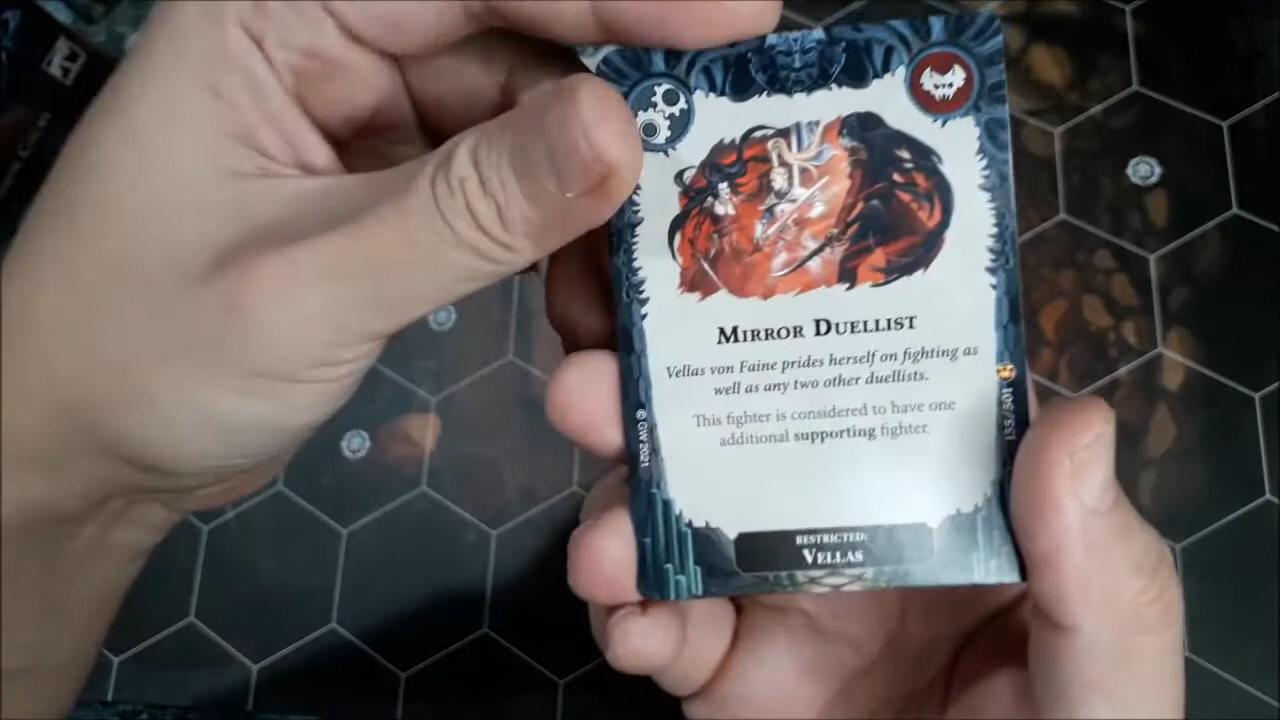 MIRROR DUELLIST
Vellas von Faine prides herself on fighting as
well as any two other duellists.
This fighter is considered to have one
additional supporting fighter.
© GW 2021
135/501
RESTRICTED:
VELLAS